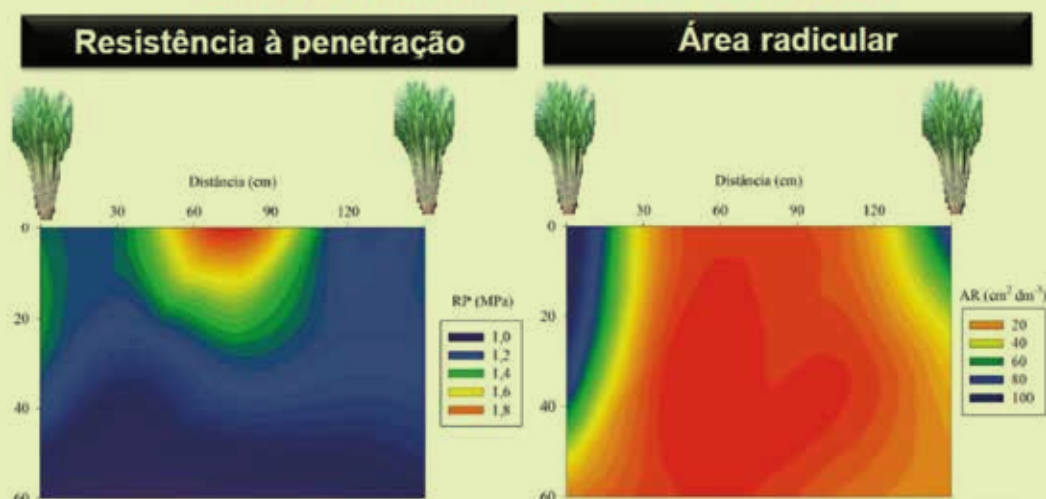 Resistência à penetração
Distância (cm)
30 60 90 120
0
20
40
60
RP* (MPa)
1,0
1,2
1,4
1,6
1,8
Área radicular
Distância (cm)
30 60 90 120
0
20
40
60
AR (cm² dm⁻³)
20
40
60
80
100